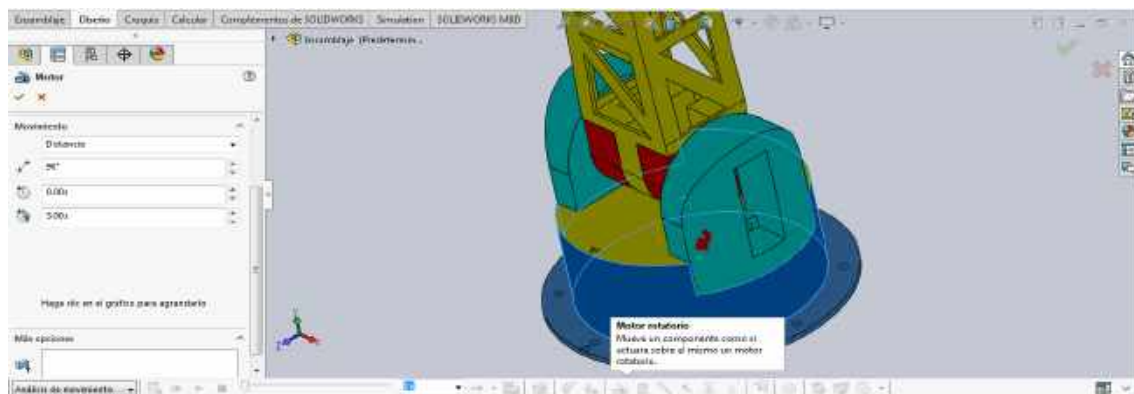 Ensamblaje Diseño Croquis Calcular Complementos de SOLIDWORKS Simulation SOLIDWORKS MBD
Ensamblaje (Predetermin...
Motor
Movimiento
Distancia
90°
0.00s
5.00s
Haga clic en el gráfico para agrandarlo
Más opciones
Motor rotatorio
Mueve un componente como si
actuara sobre el mismo un motor
rotatorio.
Análisis de movimiento